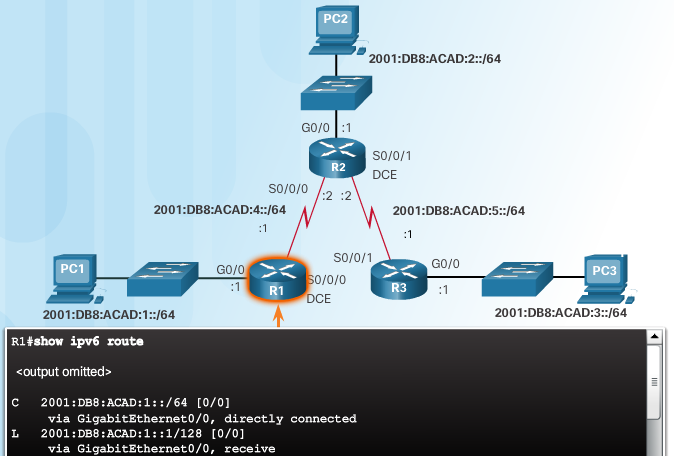 PC2
2001:DB8:ACAD:2::/64
G0/0 :1
R2
S0/0/1
DCE
S0/0/0 :2 :2
2001:DB8:ACAD:4::/64
2001:DB8:ACAD:5::/64
:1
:1
PC1
G0/0
:1
R1
S0/0/0
DCE
S0/0/1
R3
G0/0
:1
PC3
2001:DB8:ACAD:1::/64
2001:DB8:ACAD:3::/64
R1#show ipv6 route
<output omitted>
C 2001:DB8:ACAD:1::/64 [0/0]
via GigabitEthernet0/0, directly connected
L 2001:DB8:ACAD:1::1/128 [0/0]
via GigabitEthernet0/0, receive